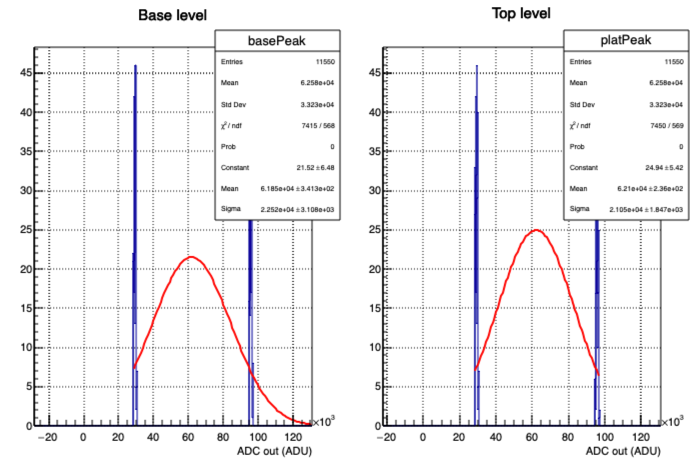 Base level
basePeak
Entries 11550
Mean 6.258e+04
Std Dev 3.323e+04
χ²/ ndf 7415 / 568
Prob 0
Constant 21.52 ±6.48
Mean 6.185e+04 ±3.413e+02
Sigma 2.252e+04 ±3.108e+03
45
40
35
30
25
20
15
10
5
0
−20 0 20 40 60 80 100 120
×10³
ADC out (ADU)
Top level
platPeak
Entries 11550
Mean 6.258e+04
Std Dev 3.323e+04
χ²/ ndf 7450 / 569
Prob 0
Constant 24.94 ±5.42
Mean 6.21e+04 ±2.36e+02
Sigma 2.105e+04 ±1.847e+03
45
40
35
30
25
20
15
10
5
0
−20 0 20 40 60 80 100 120
×10³
ADC out (ADU)